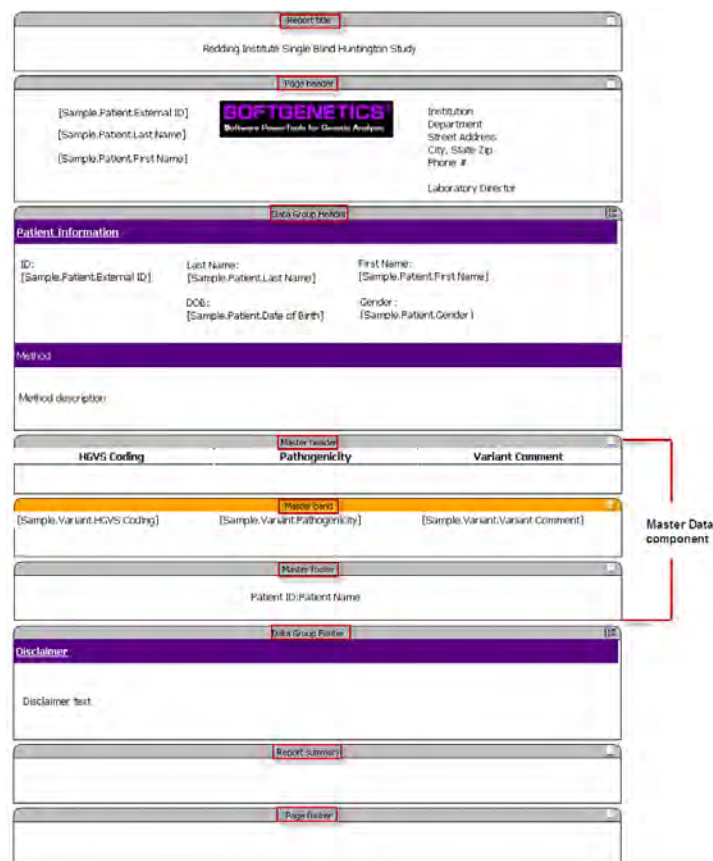 Report title
Redding Institute Single Blind Huntington Study
Page header
[Sample.Patient.External ID]
[Sample.Patient.Last Name]
[Sample.Patient.First Name]
SOFTGENETICS
Software PowerTools for Genetic Analysis
Institution
Department
Street Address
City, State Zip
Phone #
Laboratory Director
Data Group Header
Patient Information
ID:
[Sample.Patient.External ID]
Last Name:
[Sample.Patient.Last Name]
First Name:
[Sample.Patient.First Name]
DOB:
[Sample.Patient.Date of Birth]
Gender:
[Sample.Patient.Gender]
Method
Method description
Master header
HGVS Coding Pathogenicity Variant Comment
Master band
[Sample.Variant.HGVS Coding] [Sample.Variant.Pathogenicity] [Sample.Variant.Variant Comment]
Master Data
component
Master footer
Patient ID:Patient Name
Data Group Footer
Disclaimer
Disclaimer text
Report summary
Page footer